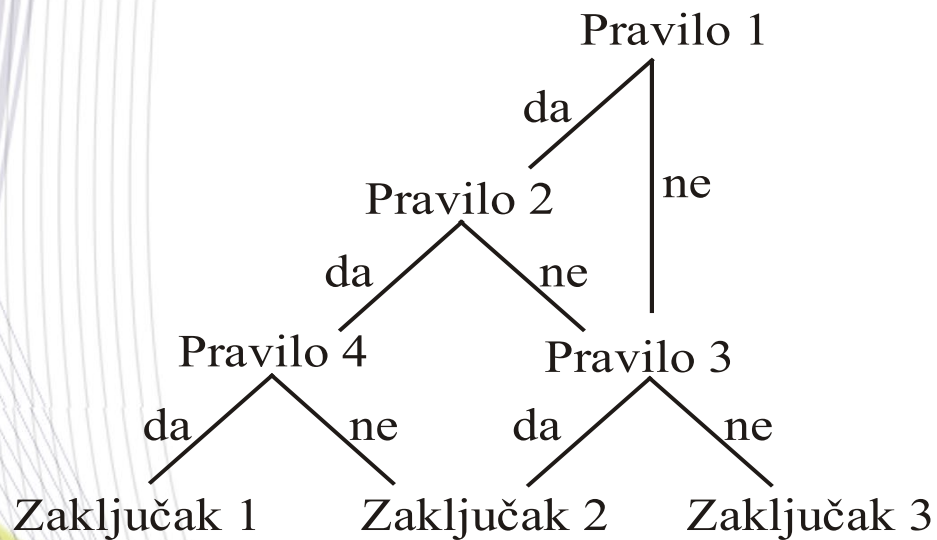 Pravilo 1
da
ne
Pravilo 2
da
ne
Pravilo 4
Pravilo 3
da
ne
da
ne
Zaključak 1
Zaključak 2
Zaključak 3